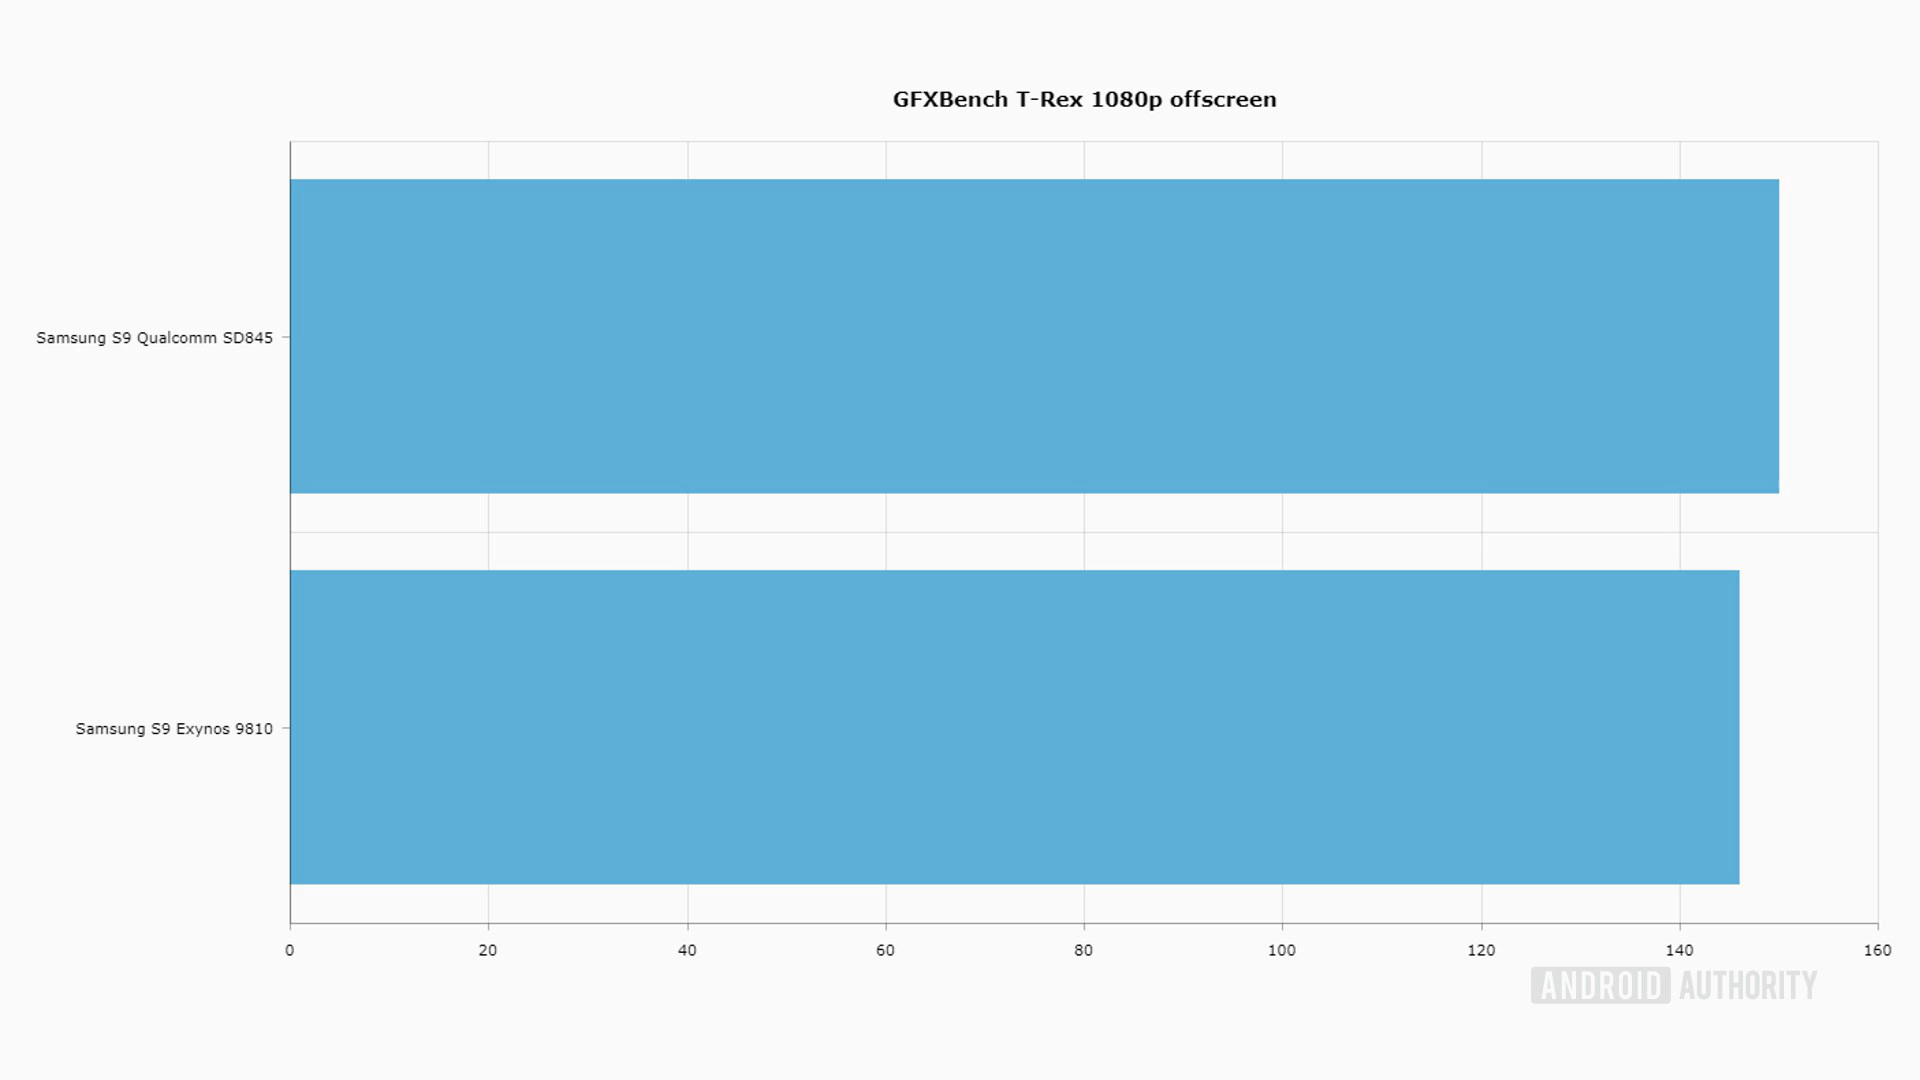 GFXBench T-Rex 1080p offscreen
Samsung S9 Qualcomm SD845
Samsung S9 Exynos 9810
0 20 40 60 80 100 120 140 160
ANDROID AUTHORITY